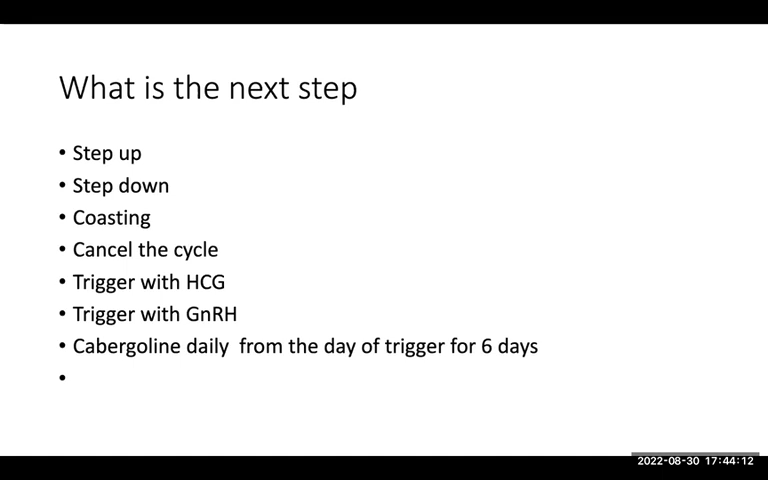 What is the next step
• Step up
• Step down
• Coasting
• Cancel the cycle
• Trigger with HCG
• Trigger with GnRH
• Cabergoline daily  from the day of trigger for 6 days
•
2022-08-30 17:44:12